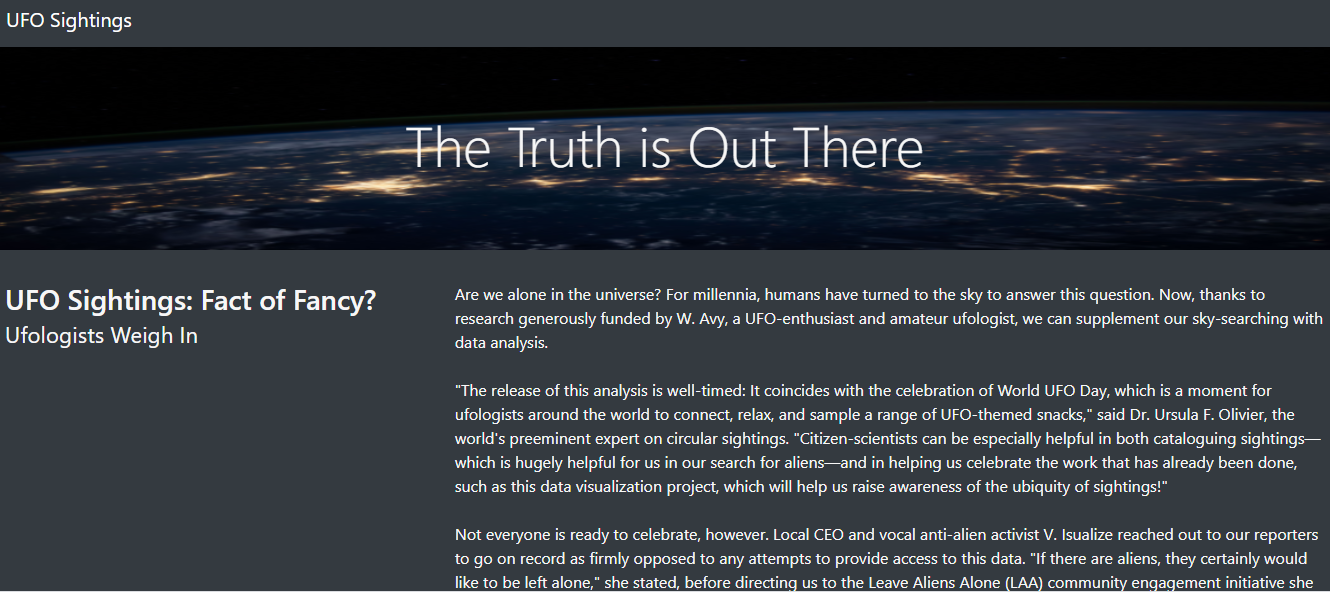 UFO Sightings
The Truth is Out There
UFO Sightings: Fact of Fancy?
Ufologists Weigh In
Are we alone in the universe? For millennia, humans have turned to the sky to answer this question. Now, thanks to
research generously funded by W. Avy, a UFO-enthusiast and amateur ufologist, we can supplement our sky-searching with
data analysis.
"The release of this analysis is well-timed: It coincides with the celebration of World UFO Day, which is a moment for
ufologists around the world to connect, relax, and sample a range of UFO-themed snacks," said Dr. Ursula F. Olivier, the
world's preeminent expert on circular sightings. "Citizen-scientists can be especially helpful in both cataloguing sightings—
which is hugely helpful for us in our search for aliens—and in helping us celebrate the work that has already been done,
such as this data visualization project, which will help us raise awareness of the ubiquity of sightings!"
Not everyone is ready to celebrate, however. Local CEO and vocal anti-alien activist V. Isualize reached out to our reporters
to go on record as firmly opposed to any attempts to provide access to this data. "If there are aliens, they certainly would
like to be left alone," she stated, before directing us to the Leave Aliens Alone (LAA) community engagement initiative she